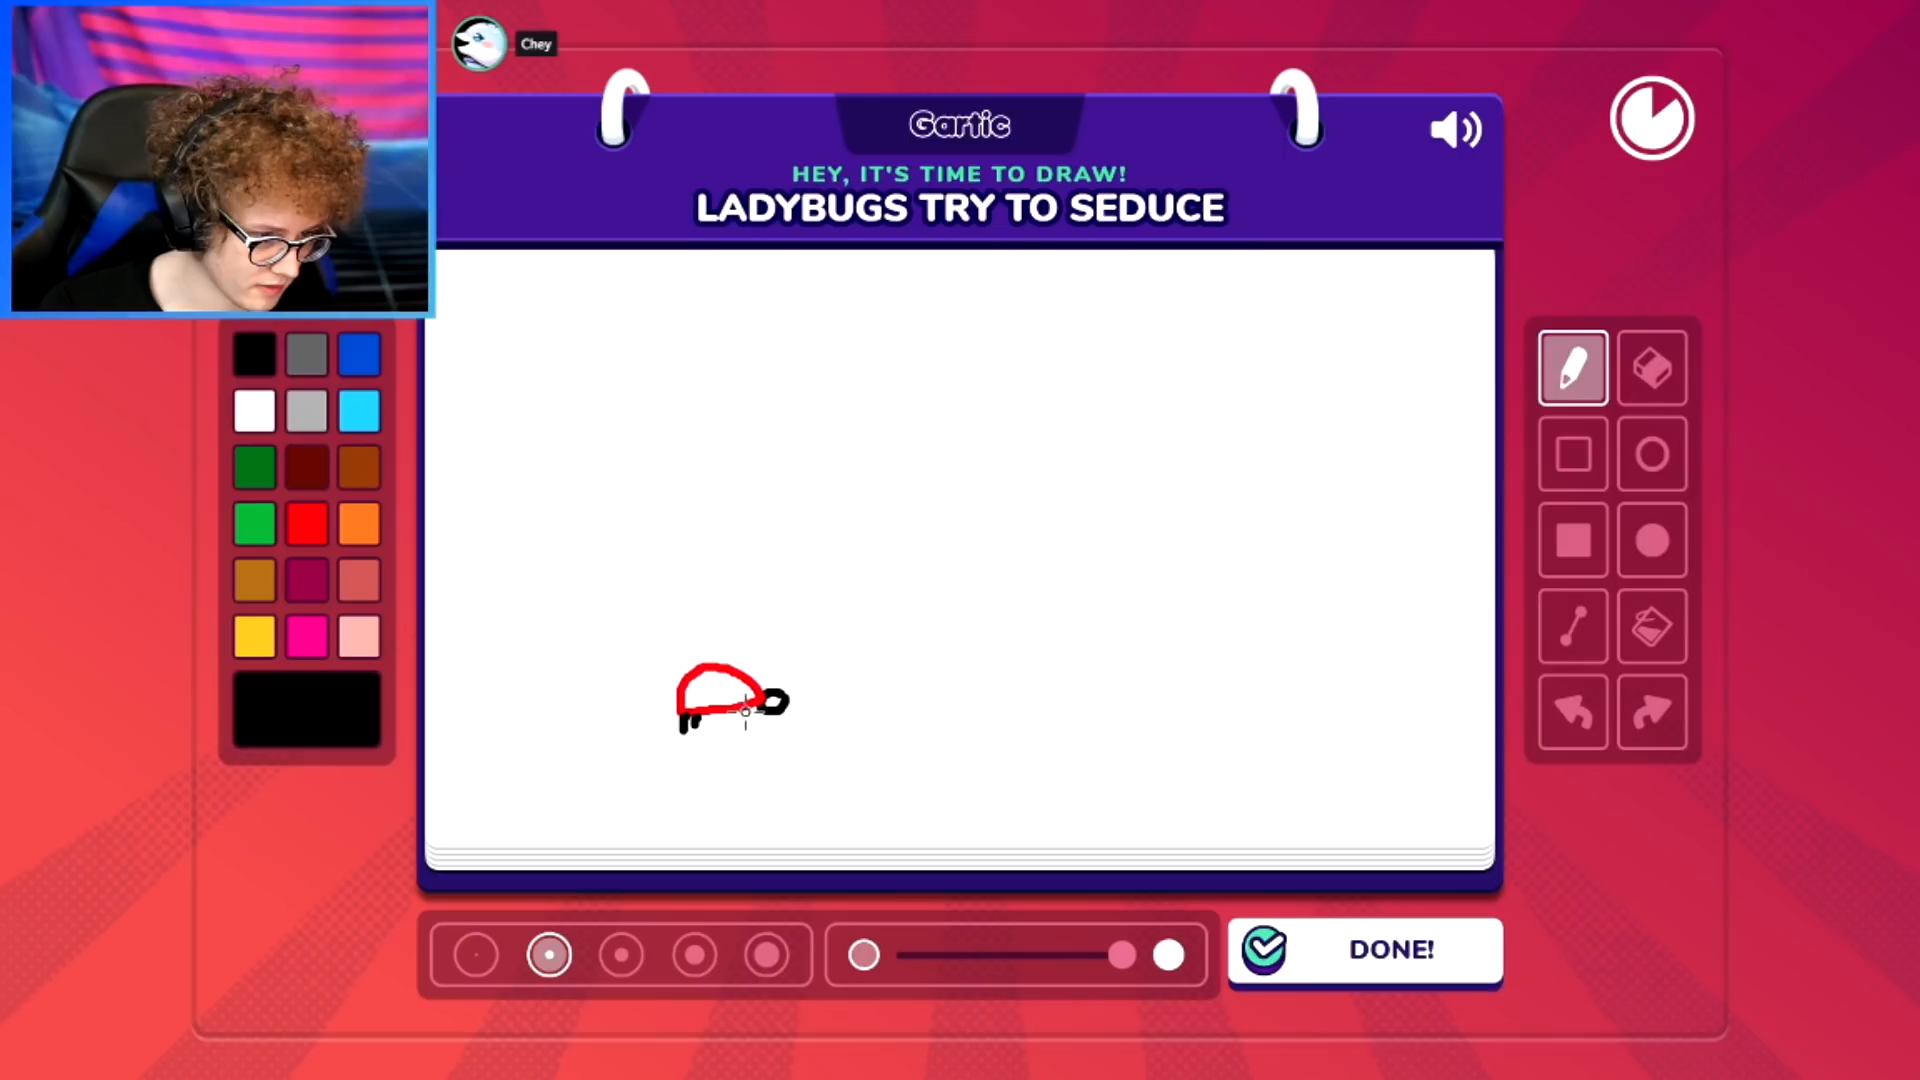 Chey
Gartic
HEY, IT'S TIME TO DRAW!
LADYBUGS TRY TO SEDUCE
DONE!